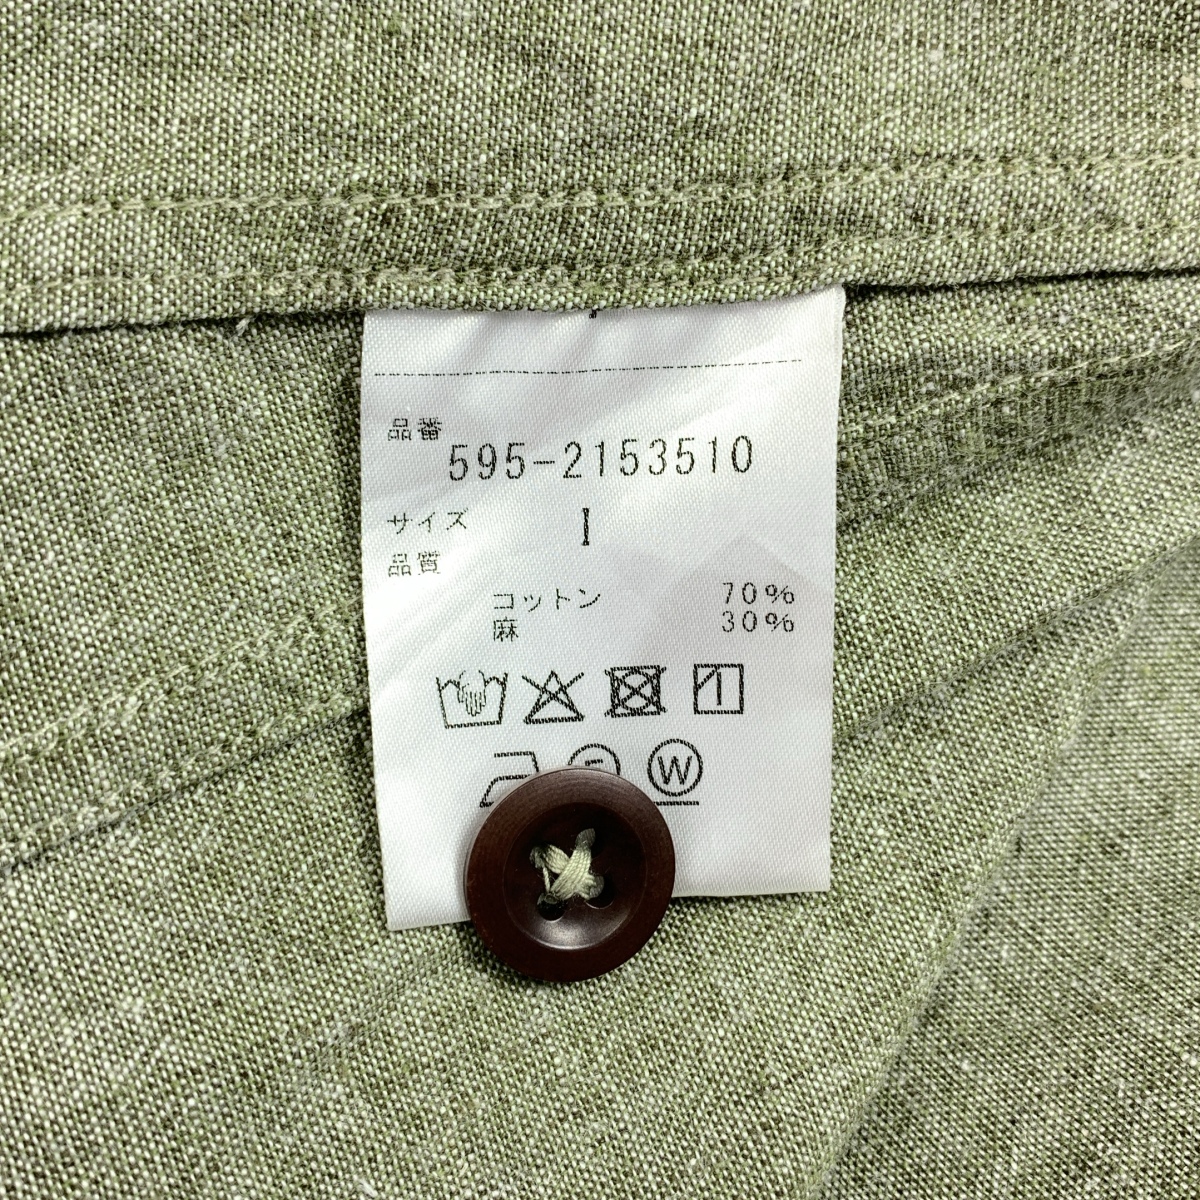 品番
595-2153510
サイズ I
品質
コットン 70%
麻 30%
W